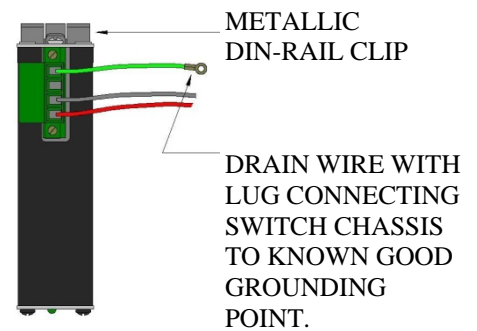 METALLIC
DIN-RAIL CLIP
DRAIN WIRE WITH
LUG CONNECTING
SWITCH CHASSIS
TO KNOWN GOOD
GROUNDING
POINT.